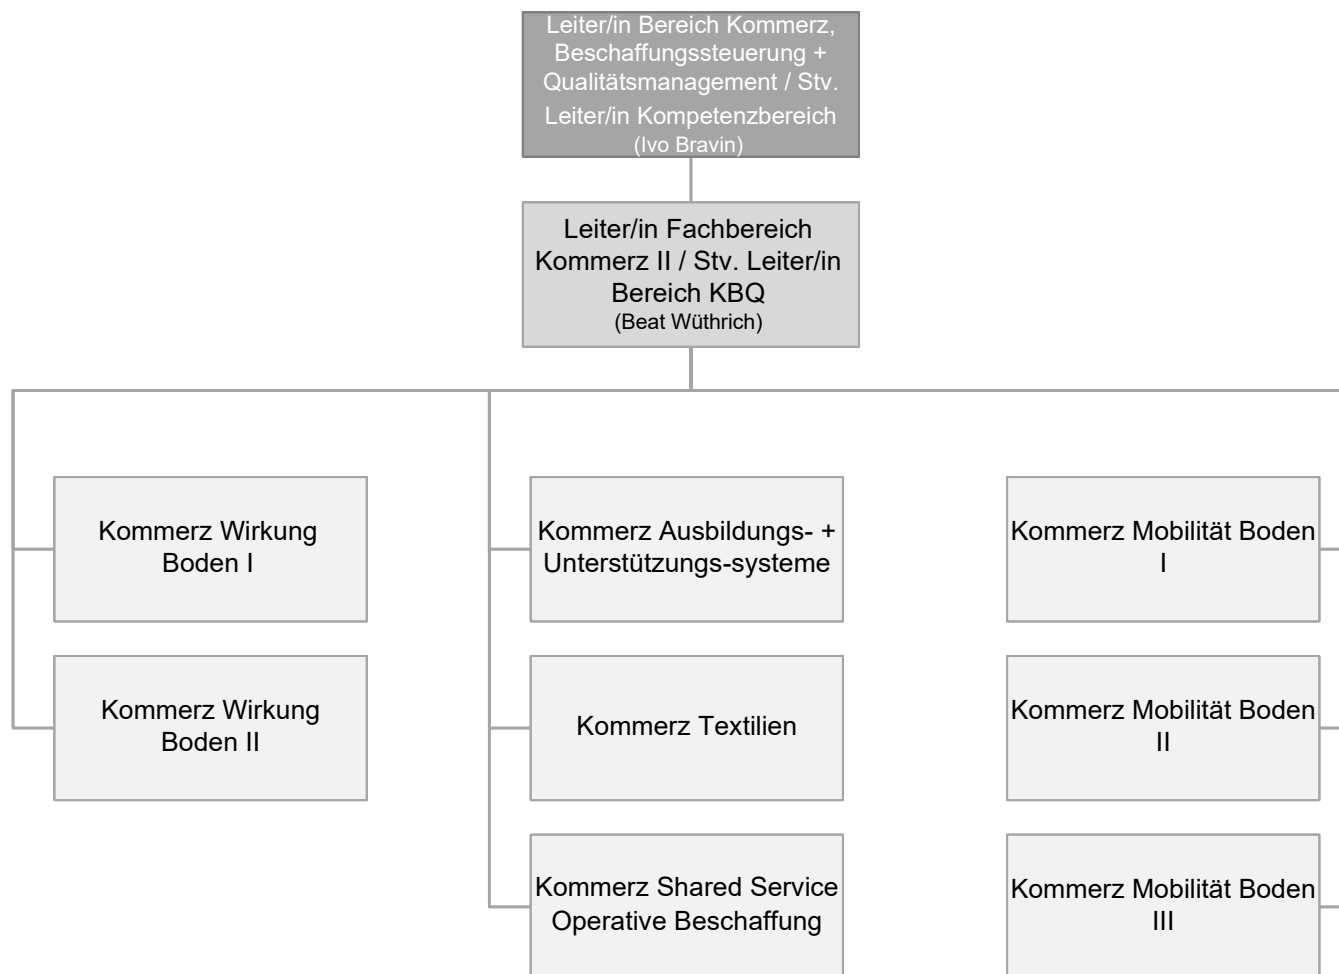 Leiter/in Bereich Kommerz,
Beschaffungssteuerung +
Qualitätsmanagement / Stv.
Leiter/in Kompetenzbereich
(Ivo Bravin)
Leiter/in Fachbereich
Kommerz II / Stv. Leiter/in
Bereich KBQ
(Beat Wüthrich)
Kommerz Wirkung
Boden I
Kommerz Ausbildungs- +
Unterstützungs-systeme
Kommerz Mobilität Boden
I
Kommerz Wirkung
Boden II
Kommerz Textilien
Kommerz Mobilität Boden
II
Kommerz Shared Service
Operative Beschaffung
Kommerz Mobilität Boden
III